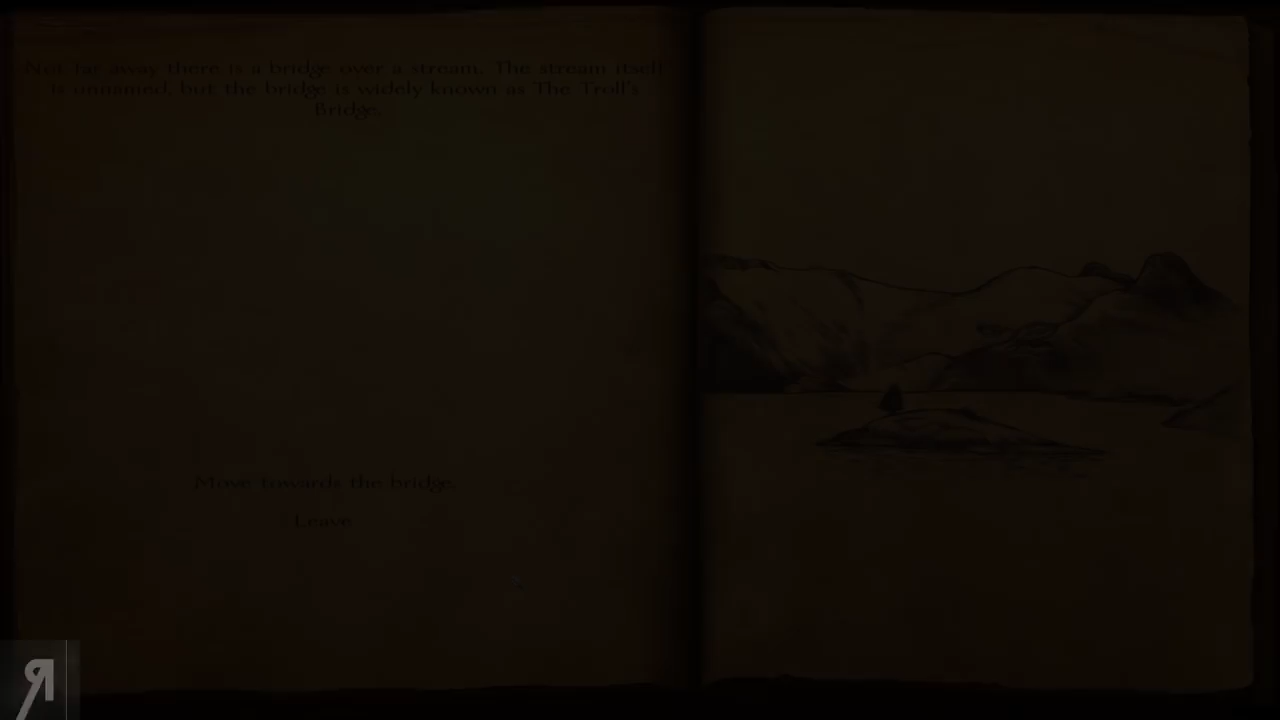 Not far away there is a bridge over a stream. The stream itself
is unnamed, but the bridge is widely known as The Troll's
Bridge.
Move towards the bridge.
Leave